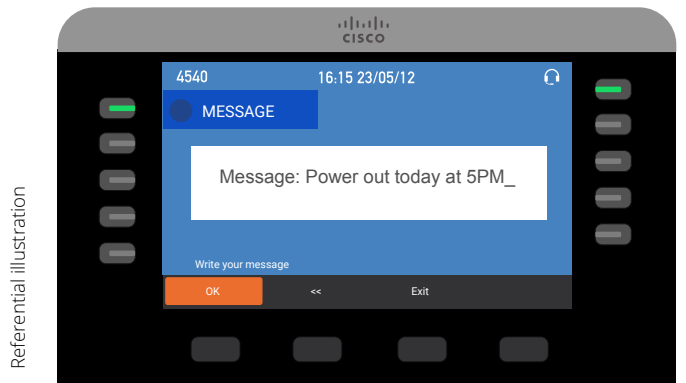 CISCO
4540 16:15 23/05/12
MESSAGE
Message: Power out today at 5PM_
Write your message
OK << Exit
Referential illustration